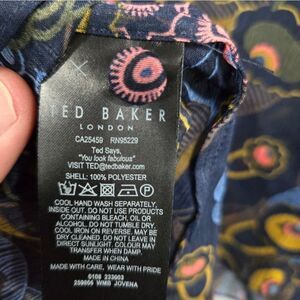 TED BAKER
LONDON
CA25459 RN95229
Ted Says,
"You look fabulous"
VISIT TED@tedbaker.com
SHELL: 100% POLYESTER
COOL HAND WASH SEPARATELY.
INSIDE OUT. DO NOT USE PRODUCTS
CONTAINING BLEACH, OIL OR
ALCOHOL. DO NOT TUMBLE DRY.
COOL IRON ON REVERSE. MAY BE
DRY CLEANED. DO NOT LEAVE IN
DIRECT SUNLIGHT. COLOUR MAY
TRANSFER WHEN DAMP.
MADE IN CHINA.
MADE WITH CARE, WEAR WITH PRIDE
6108 233003
259866 WMB JOVENA